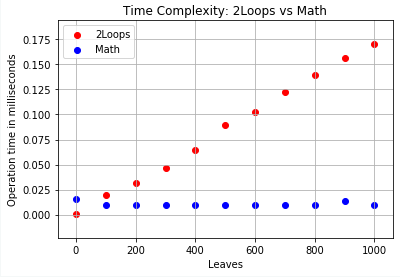 Time Complexity: 2Loops vs Math
2Loops
Math
Operation time in milliseconds
0.175
0.150
0.125
0.100
0.075
0.050
0.025
0.000
0 200 400 600 800 1000
Leaves